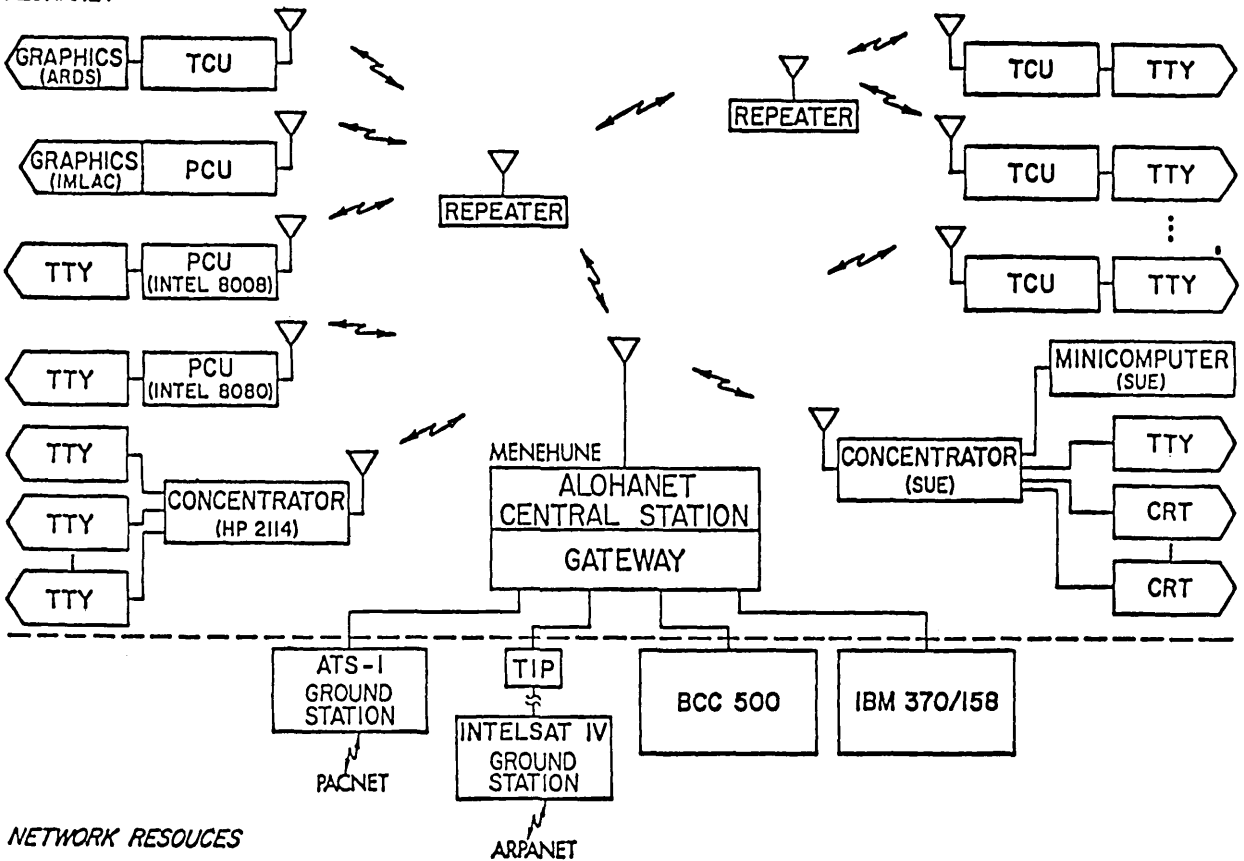 GRAPHICS
(ARDS)
TCU
GRAPHICS
(IMLAC)
PCU
TTY
PCU
(INTEL 8008)
TTY
PCU
(INTEL 8080)
TTY
TTY
TTY
CONCENTRATOR
(HP 2114)
REPEATER
REPEATER
TCU
TTY
TCU
TTY
TCU
TTY
MINICOMPUTER
(SUE)
CONCENTRATOR
(SUE)
TTY
CRT
CRT
MENEHUNE
ALOHANET
CENTRAL STATION
GATEWAY
ATS-1
GROUND
STATION
PACNET
TIP
INTELSAT IV
GROUND
STATION
ARPANET
BCC 500
IBM 370/158
NETWORK RESOUCES